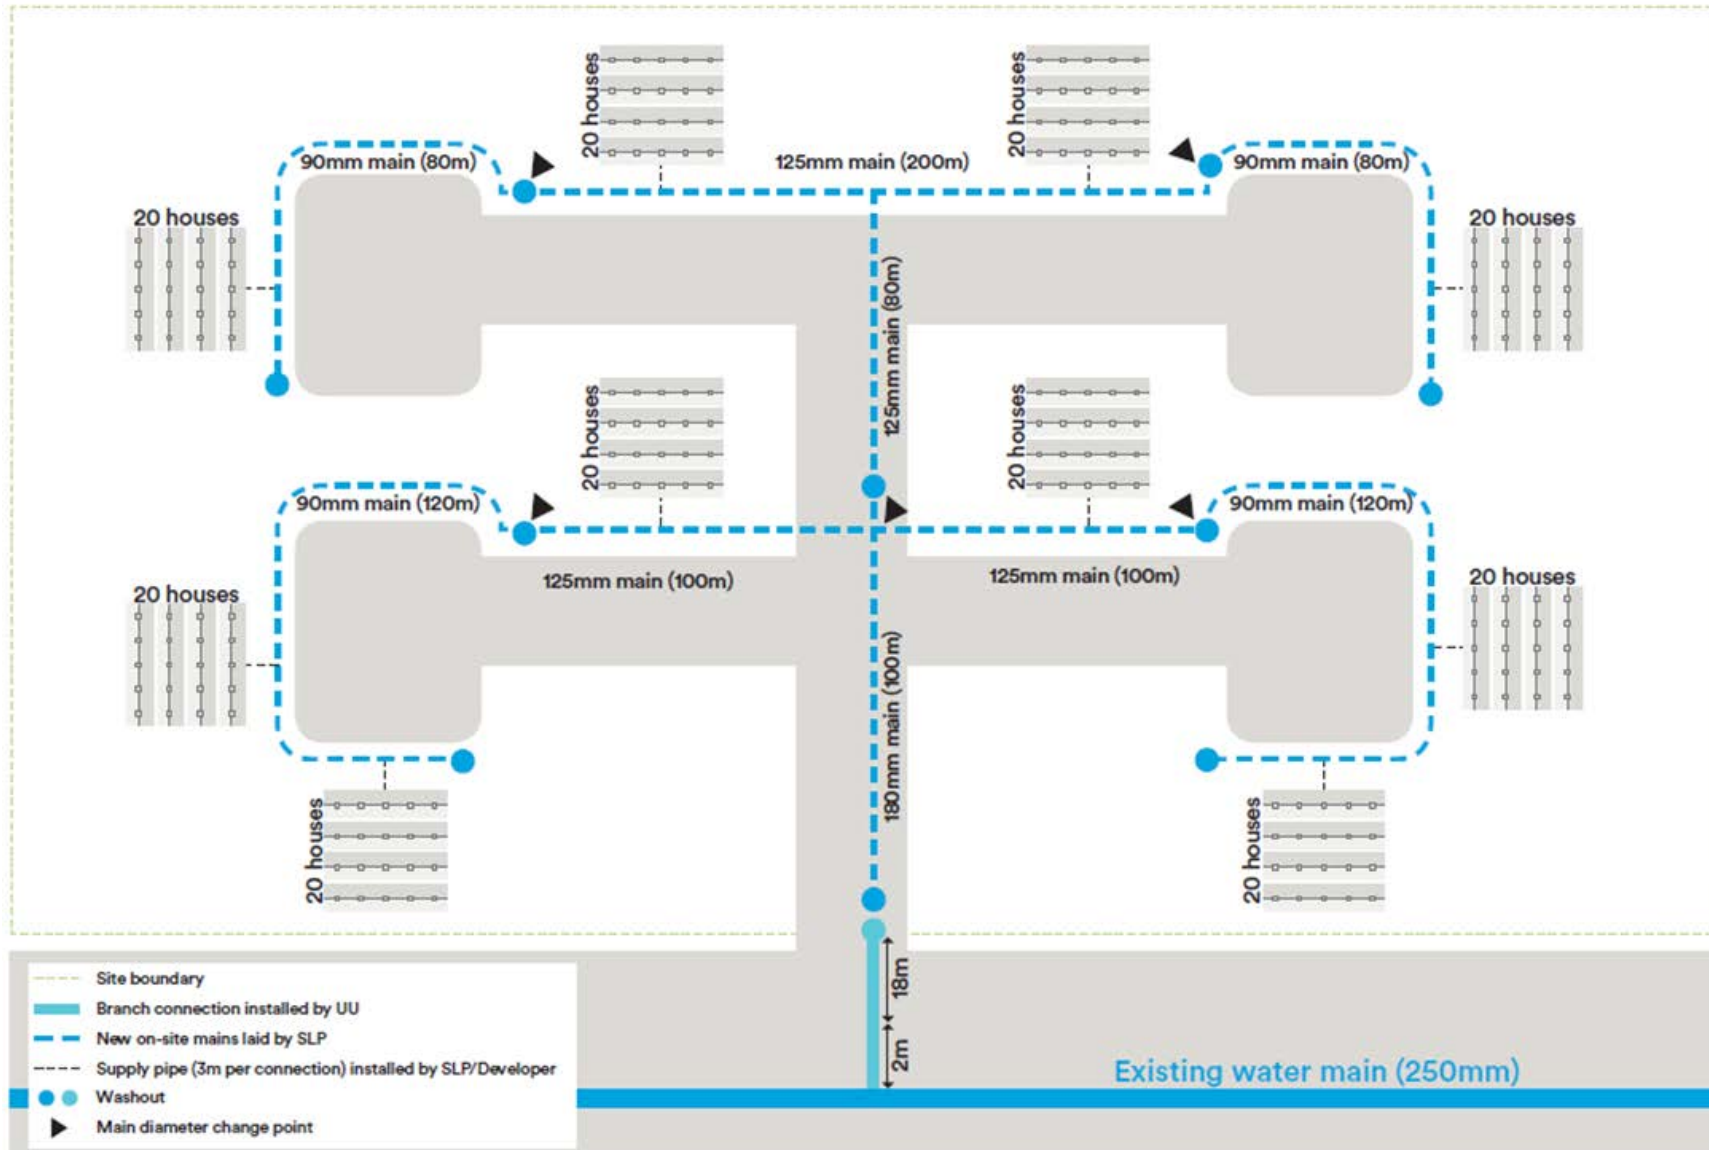 20 houses
20 houses
90mm main (80m)
125mm main (200m)
90mm main (80m)
20 houses
20 houses
125mm main (80m)
20 houses
20 houses
90mm main (120m)
90mm main (120m)
125mm main (100m)
125mm main (100m)
20 houses
20 houses
180mm main (100m)
20 houses
20 houses
18m
2m
Site boundary
Branch connection installed by UU
New on-site mains laid by SLP
Supply pipe (3m per connection) installed by SLP/Developer
Washout
Main diameter change point
Existing water main (250mm)